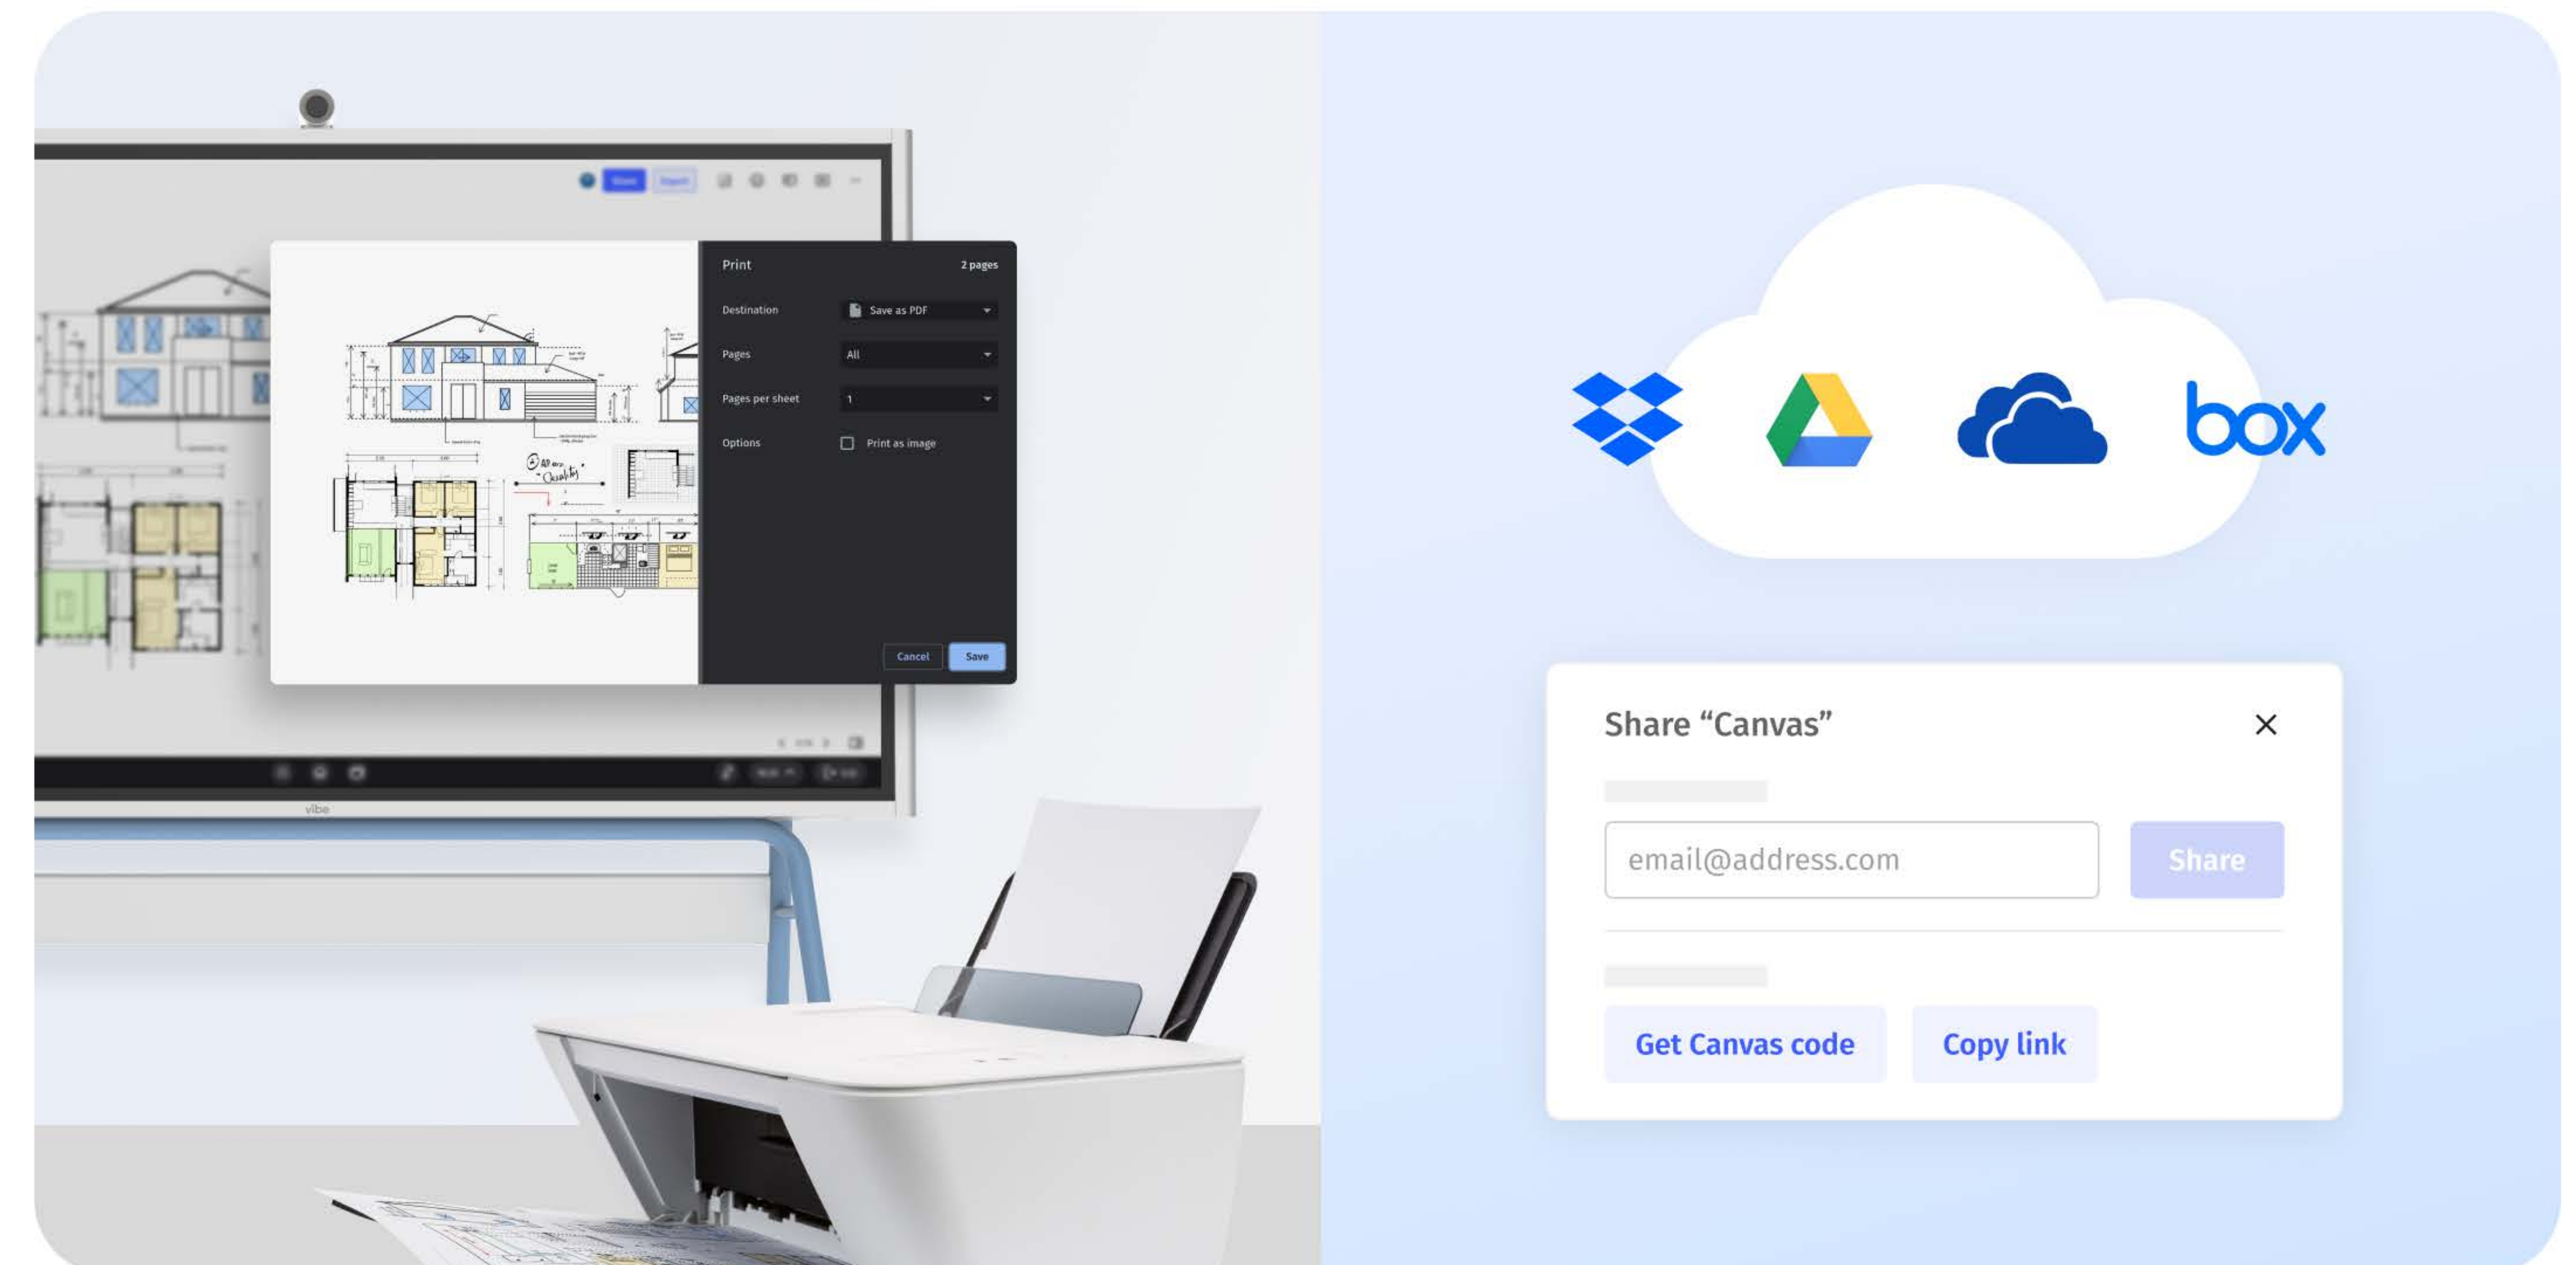 Print
2 pages
Destination
Save as PDF
Pages
All
Pages per sheet
1
Options
Print as image
Cancel
Save
vibe
box
Share “Canvas”
email@address.com
Share
Get Canvas code
Copy link